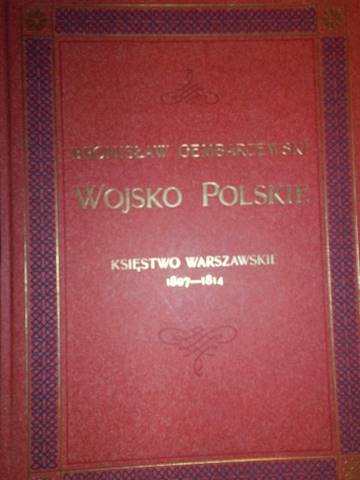 BRONISŁAW GEMBARZEWSKI
WOJSKO POLSKIE
KSIĘSTWO WARSZAWSKIE
1807—1814